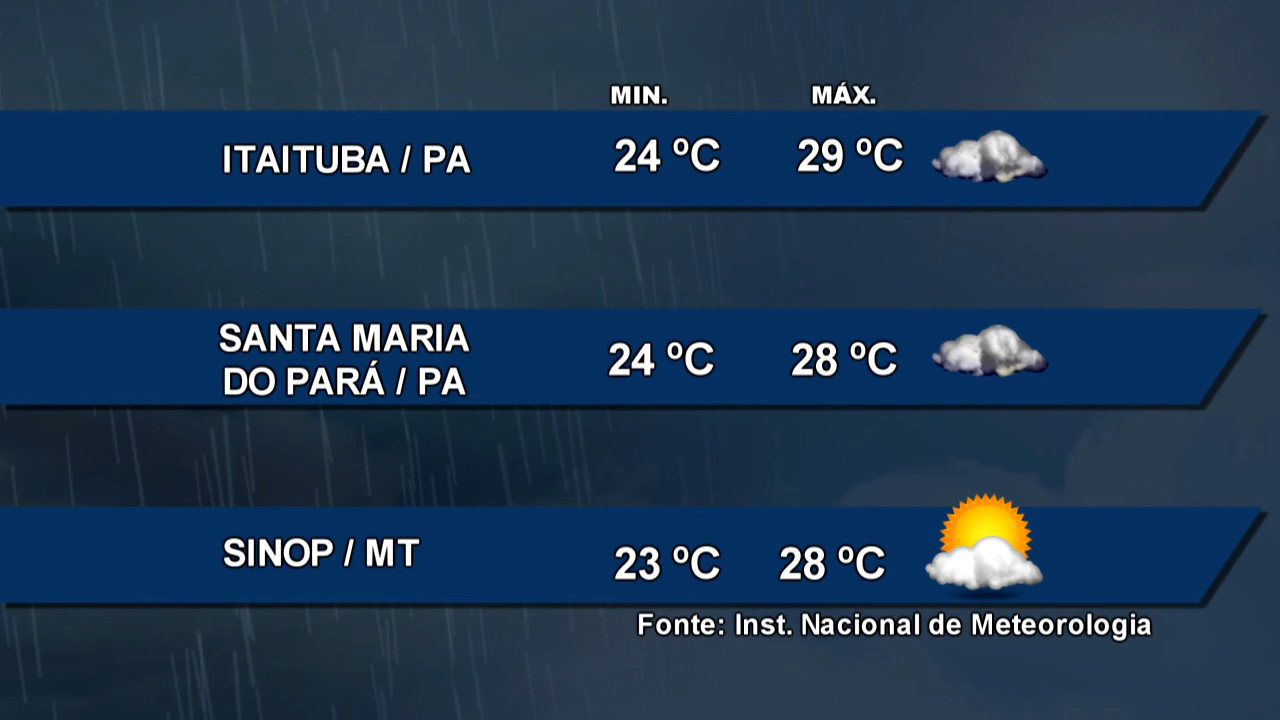 MIN. MÁX.
ITAITUBA / PA 24 ºC 29 ºC
SANTA MARIA
DO PARÁ / PA 24 ºC 28 ºC
SINOP / MT 23 ºC 28 ºC
Fonte: Inst. Nacional de Meteorologia